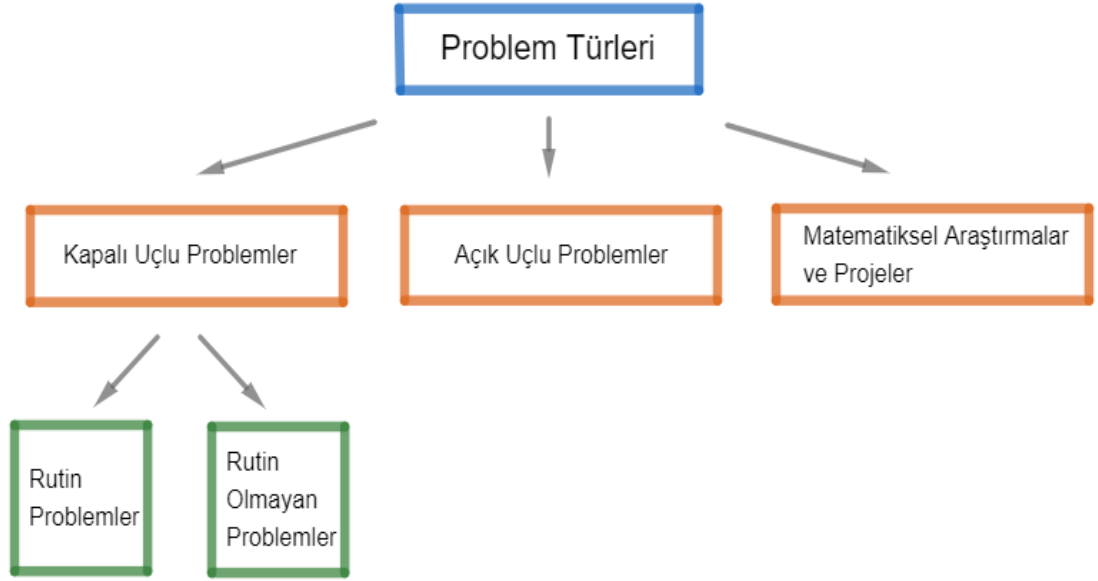 Problem Türleri
Kapalı Uçlu Problemler
Açık Uçlu Problemler
Matematiksel Araştırmalar
ve Projeler
Rutin
Problemler
Rutin
Olmayan
Problemler